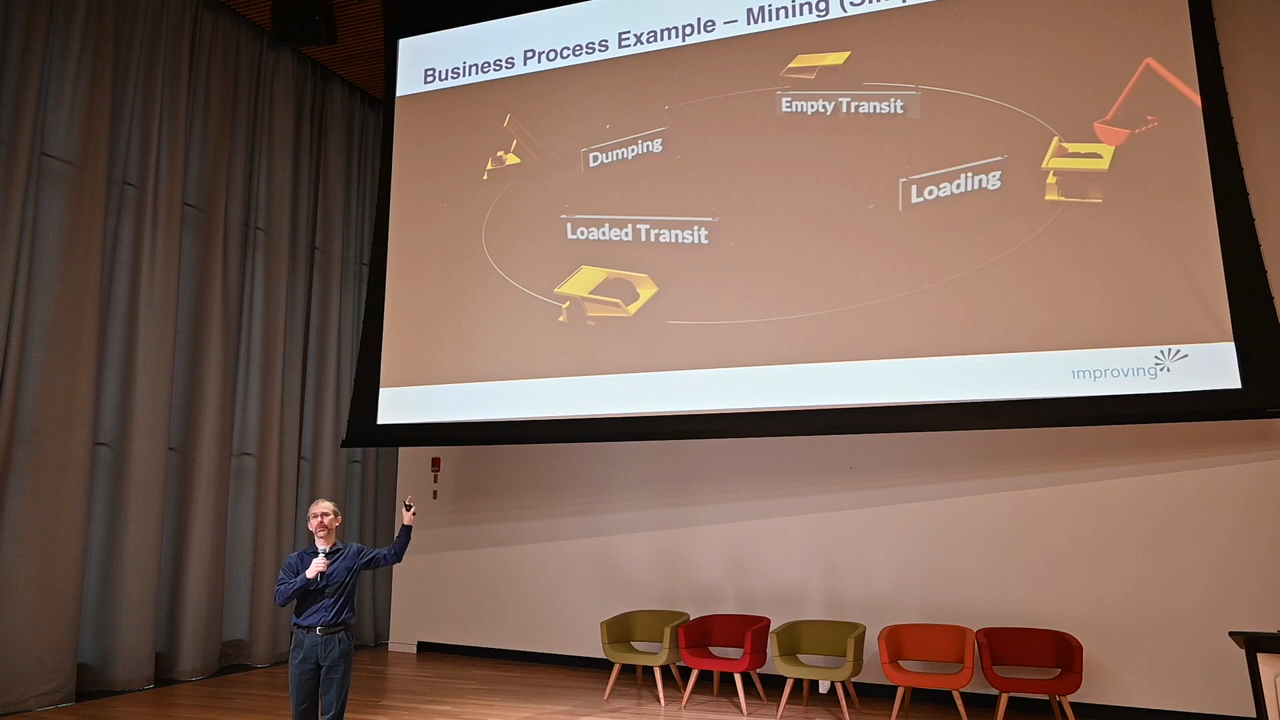 Business Process Example – Mining
Empty Transit
Dumping
Loading
Loaded Transit
improving